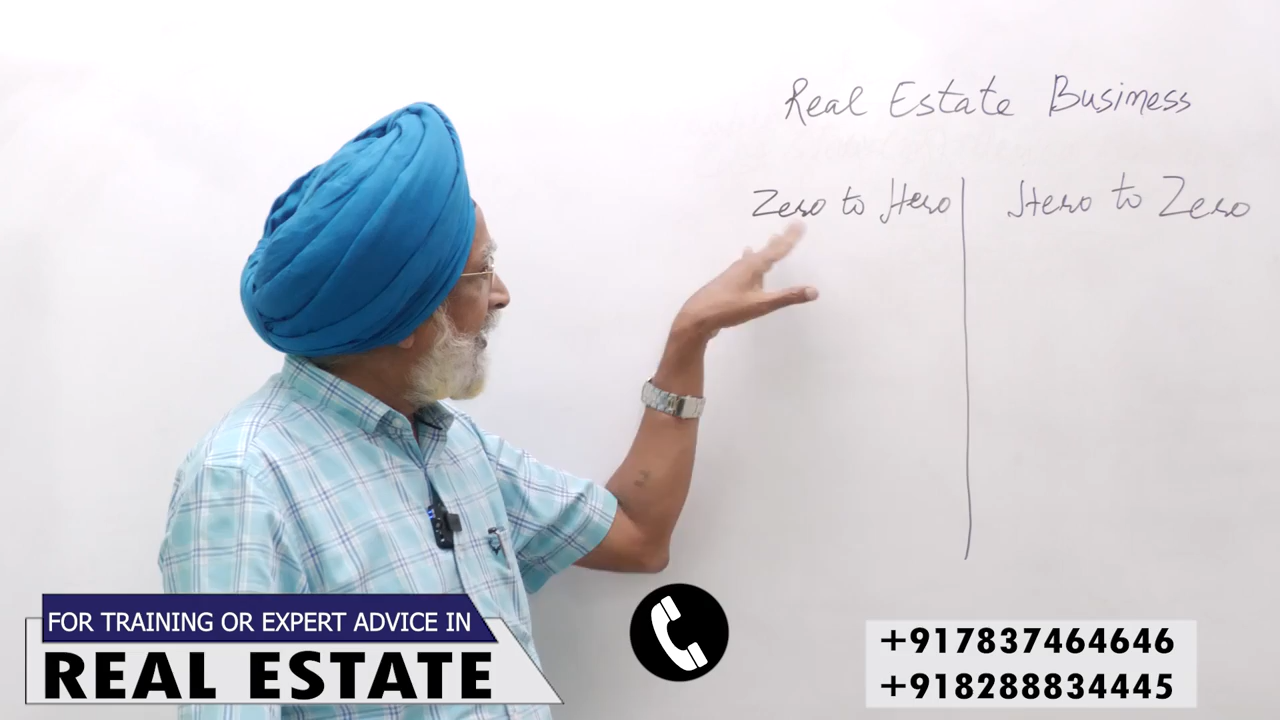 Real Estate Business
Zero to Hero
Hero to Zero
FOR TRAINING OR EXPERT ADVICE IN
REAL ESTATE
+917837464646
+918288834445